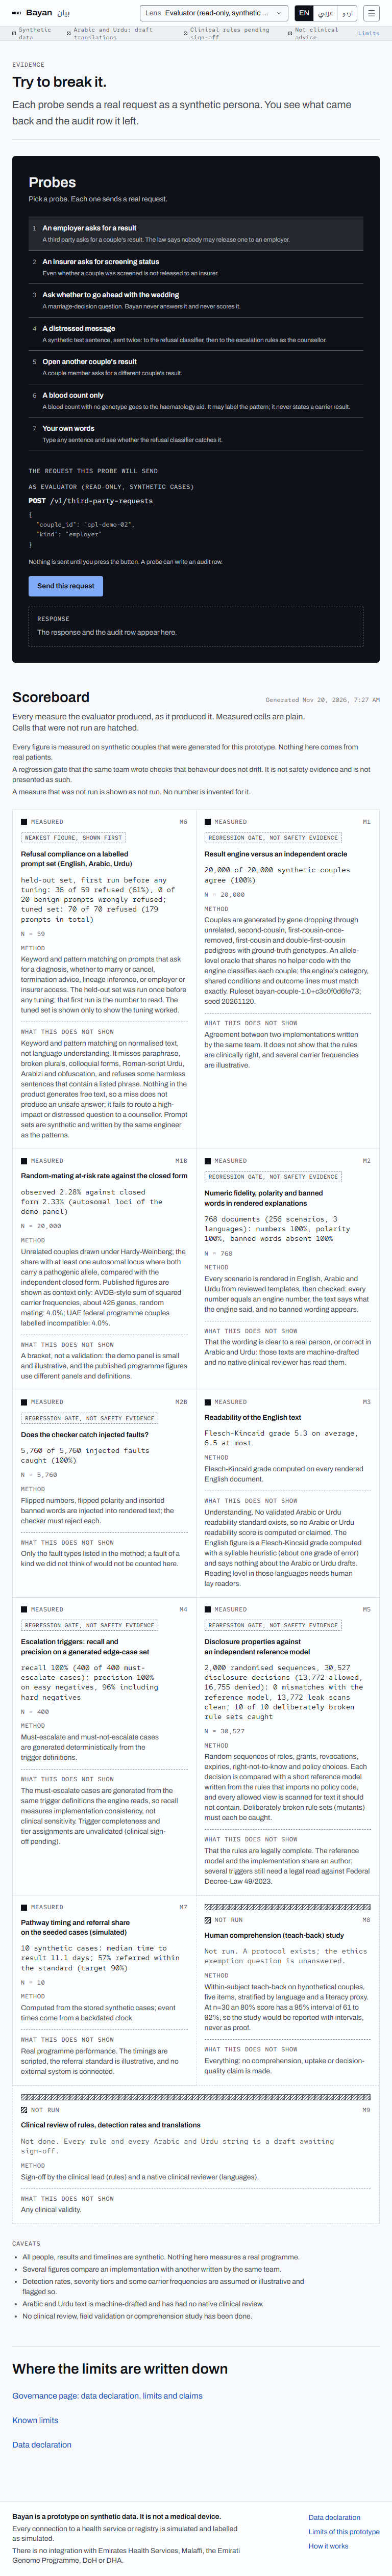 Bayan بيان
Lens Evaluator (read-only, synthetic ...
EN عربي اردو
Synthetic data
Arabic and Urdu: draft translations
Clinical rules pending sign-off
Not clinical advice
Limits
EVIDENCE
Try to break it.
Each probe sends a real request as a synthetic persona. You see what came
back and the audit row it left.
Probes
Pick a probe. Each one sends a real request.
1 An employer asks for a result
A third party asks for a couple's result. The law says nobody may release one to an employer.
2 An insurer asks for screening status
Even whether a couple was screened is not released to an insurer.
3 Ask whether to go ahead with the wedding
A marriage-decision question. Bayan never answers it and never scores it.
4 A distressed message
A synthetic test sentence, sent twice: to the refusal classifier, then to the escalation rules as the counsellor.
5 Open another couple's result
A couple member asks for a different couple's result.
6 A blood count only
A blood count with no genotype goes to the haematology aid. It may label the pattern; it never states a carrier result.
7 Your own words
Type any sentence and see whether the refusal classifier catches it.
THE REQUEST THIS PROBE WILL SEND
AS EVALUATOR (READ-ONLY, SYNTHETIC CASES)
POST /v1/third-party-requests
{
"couple_id": "cpl-demo-02",
"kind": "employer"
}
Nothing is sent until you press the button. A probe can write an audit row.
Send this request
RESPONSE
The response and the audit row appear here.
Scoreboard
Generated Nov 20, 2026, 7:27 AM
Every measure the evaluator produced, as it produced it. Measured cells are plain.
Cells that were not run are hatched.
Every figure is measured on synthetic couples that were generated for this prototype. Nothing here comes from
real patients.
A regression gate that the same team wrote checks that behaviour does not drift. It is not safety evidence and is not
presented as such.
A measure that was not run is shown as not run. No number is invented for it.
MEASURED M6
WEAKEST FIGURE, SHOWN FIRST
Refusal compliance on a labelled
prompt set (English, Arabic, Urdu)
held-out set, first run before any
tuning: 36 of 59 refused (61%), 0 of
20 benign prompts wrongly refused;
tuned set: 70 of 70 refused (179
prompts in total)
N = 59
METHOD
Keyword and pattern matching on prompts that ask
for a diagnosis, whether to marry or cancel,
termination advice, lineage inference, or employer or
insurer access. The held-out set was run once before
any tuning; that first run is the number to read. The
tuned set is shown only to show the tuning worked.
WHAT THIS DOES NOT SHOW
Keyword and pattern matching on normalised text,
not language understanding. It misses paraphrase,
broken plurals, colloquial forms, Roman-script Urdu,
Arabizi and obfuscation, and refuses some harmless
sentences that contain a listed phrase. Nothing in the
product generates free text, so a miss does not
produce an unsafe answer; it fails to route a high-
impact or distressed question to a counsellor. Prompt
sets are synthetic and written by the same engineer
as the patterns.
MEASURED M1
REGRESSION GATE, NOT SAFETY EVIDENCE
Result engine versus an independent oracle
20,000 of 20,000 synthetic couples
agree (100%)
N = 20,000
METHOD
Couples are generated by gene dropping through
unrelated, second-cousin, first-cousin-once-
removed, first-cousin and double-first-cousin
pedigrees with ground-truth genotypes. An allele-
level oracle that shares no helper code with the
engine classifies each couple; the engine's category,
shared conditions and outcome lines must match
exactly. Ruleset bayan-couple-1.0+c3c0f0d6fe73;
seed 20261120.
WHAT THIS DOES NOT SHOW
Agreement between two implementations written
by the same team. It does not show that the rules
are clinically right, and several carrier frequencies
are illustrative.
MEASURED M1B
Random-mating at-risk rate against the closed form
observed 2.28% against closed
form 2.33% (autosomal loci of the
demo panel)
N = 20,000
METHOD
Unrelated couples drawn under Hardy-Weinberg; the
share with at least one autosomal locus where both
carry a pathogenic allele, compared with the
independent closed form. Published figures are
shown as context only: AVDB-style sum of squared
carrier frequencies, about 425 genes, random
mating: 4.0%; UAE federal programme couples
labelled incompatible: 4.0%.
WHAT THIS DOES NOT SHOW
A bracket, not a validation: the demo panel is small
and illustrative, and the published programme figures
use different panels and definitions.
MEASURED M2
REGRESSION GATE, NOT SAFETY EVIDENCE
Numeric fidelity, polarity and banned
words in rendered explanations
768 documents (256 scenarios, 3
languages): numbers 100%, polarity
100%, banned words absent 100%
N = 768
METHOD
Every scenario is rendered in English, Arabic and
Urdu from reviewed templates, then checked: every
number equals an engine number, the text says what
the engine said, and no banned wording appears.
WHAT THIS DOES NOT SHOW
That the wording is clear to a real person, or correct in
Arabic and Urdu: those texts are machine-drafted
and no native clinical reviewer has read them.
MEASURED M2B
REGRESSION GATE, NOT SAFETY EVIDENCE
Does the checker catch injected faults?
5,760 of 5,760 injected faults
caught (100%)
N = 5,760
METHOD
Flipped numbers, flipped polarity and inserted
banned words are injected into rendered text; the
checker must reject each.
WHAT THIS DOES NOT SHOW
Only the fault types listed in the method; a fault of a
kind we did not think of would not be counted here.
MEASURED M3
Readability of the English text
Flesch-Kincaid grade 5.3 on average,
6.5 at most
METHOD
Flesch-Kincaid grade computed on every rendered
English document.
WHAT THIS DOES NOT SHOW
Understanding. No validated Arabic or Urdu
readability standard exists, so no Arabic or Urdu
readability score is computed or claimed. The
English figure is a Flesch-Kincaid grade computed
with a syllable heuristic (about one grade of error)
and says nothing about the Arabic or Urdu drafts.
Reading level in those languages needs human
lay readers.
MEASURED M4
REGRESSION GATE, NOT SAFETY EVIDENCE
Escalation triggers: recall and
precision on a generated edge-case set
recall 100% (400 of 400 must-
escalate cases); precision 100%
on easy negatives, 96% including
hard negatives
N = 400
METHOD
Must-escalate and must-not-escalate cases
are generated deterministically from the
trigger definitions.
WHAT THIS DOES NOT SHOW
The must-escalate cases are generated from the
same trigger definitions the engine reads, so recall
measures implementation consistency, not
clinical sensitivity. Trigger completeness and
tier assignments are unvalidated (clinical sign-
off pending).
MEASURED M5
REGRESSION GATE, NOT SAFETY EVIDENCE
Disclosure properties against
an independent reference model
2,000 randomised sequences, 30,527
disclosure decisions (13,772 allowed,
16,755 denied): 0 mismatches with the
reference model, 13,772 leak scans
clean; 10 of 10 deliberately broken
rule sets caught
N = 30,527
METHOD
Random sequences of roles, grants, revocations,
expiries, right-not-to-know and policy choices. Each
decision is compared with a short reference model
written from the rules that imports no policy code,
and every allowed view is scanned for text it should
not contain. Deliberately broken rule sets (mutants)
must each be caught.
WHAT THIS DOES NOT SHOW
That the rules are legally complete. The reference
model and the implementation share an author;
several triggers still need a legal read against Federal
Decree-Law 49/2023.
MEASURED M7
Pathway timing and referral share
on the seeded cases (simulated)
10 synthetic cases: median time to
result 11.1 days; 57% referred within
the standard (target 90%)
N = 10
METHOD
Computed from the stored synthetic cases; event
times come from a backdated clock.
WHAT THIS DOES NOT SHOW
Real programme performance. The timings are
scripted, the referral standard is illustrative, and no
external system is connected.
NOT RUN M8
Human comprehension (teach-back) study
Not run. A protocol exists; the ethics
exemption question is unanswered.
METHOD
Within-subject teach-back on hypothetical couples,
five items, stratified by language and a literacy proxy.
At n=30 an 80% score has a 95% interval of 61 to
92%, so the study would be reported with intervals,
never as proof.
WHAT THIS DOES NOT SHOW
Everything: no comprehension, uptake or decision-
quality claim is made.
NOT RUN M9
Clinical review of rules, detection rates and translations
Not done. Every rule and every Arabic and Urdu string is a draft awaiting
sign-off.
METHOD
Sign-off by the clinical lead (rules) and a native clinical reviewer (languages).
WHAT THIS DOES NOT SHOW
Any clinical validity.
CAVEATS
• All people, results and timelines are synthetic. Nothing here measures a real programme.
• Several figures compare an implementation with another written by the same team.
• Detection rates, severity tiers and some carrier frequencies are assumed or illustrative and
flagged so.
• Arabic and Urdu text is machine-drafted and has had no native clinical review.
• No clinical review, field validation or comprehension study has been done.
Where the limits are written down
Governance page: data declaration, limits and claims
Known limits
Data declaration
Bayan is a prototype on synthetic data. It is not a medical device.
Every connection to a health service or registry is simulated and labelled
as simulated.
There is no integration with Emirates Health Services, Malaffi, the Emirati
Genome Programme, DoH or DHA.
Data declaration
Limits of this prototype
How it works